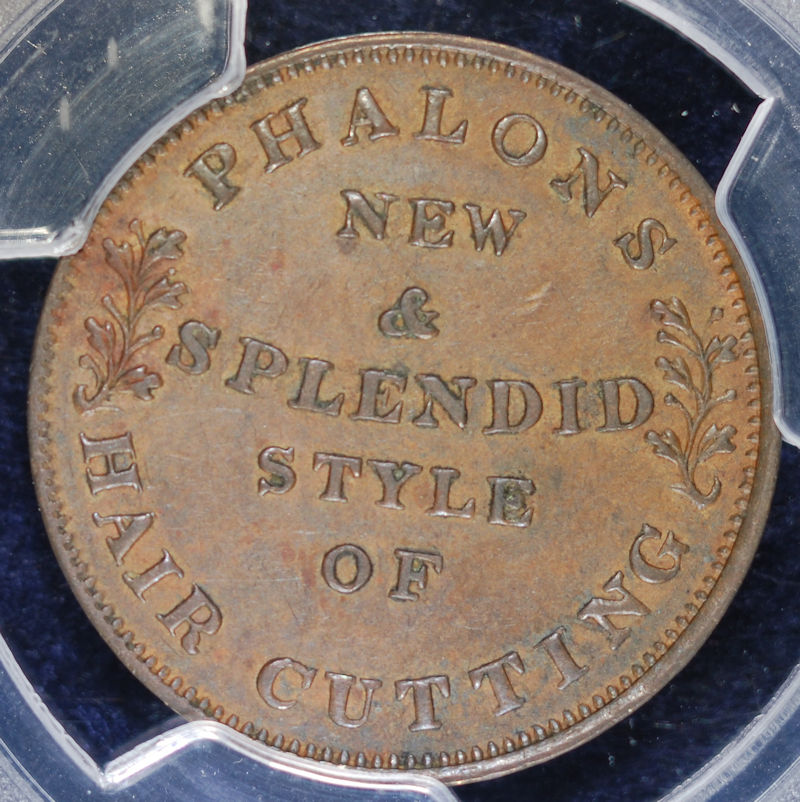 PHALONS
NEW
&
SPLENDID
STYLE
OF
HAIR CUTTING